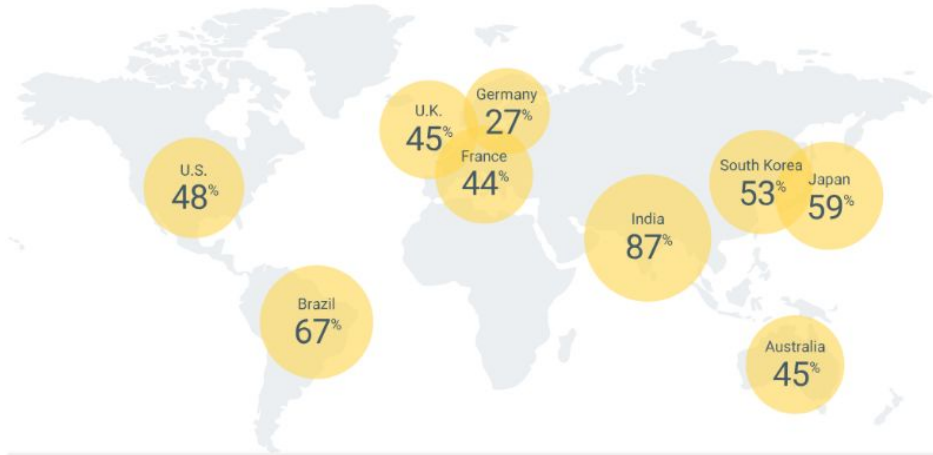 Germany
27%
U.K.
45%
France
44%
South Korea
53%
U.S.
48%
Japan
59%
India
87%
Brazil
67%
Australia
45%